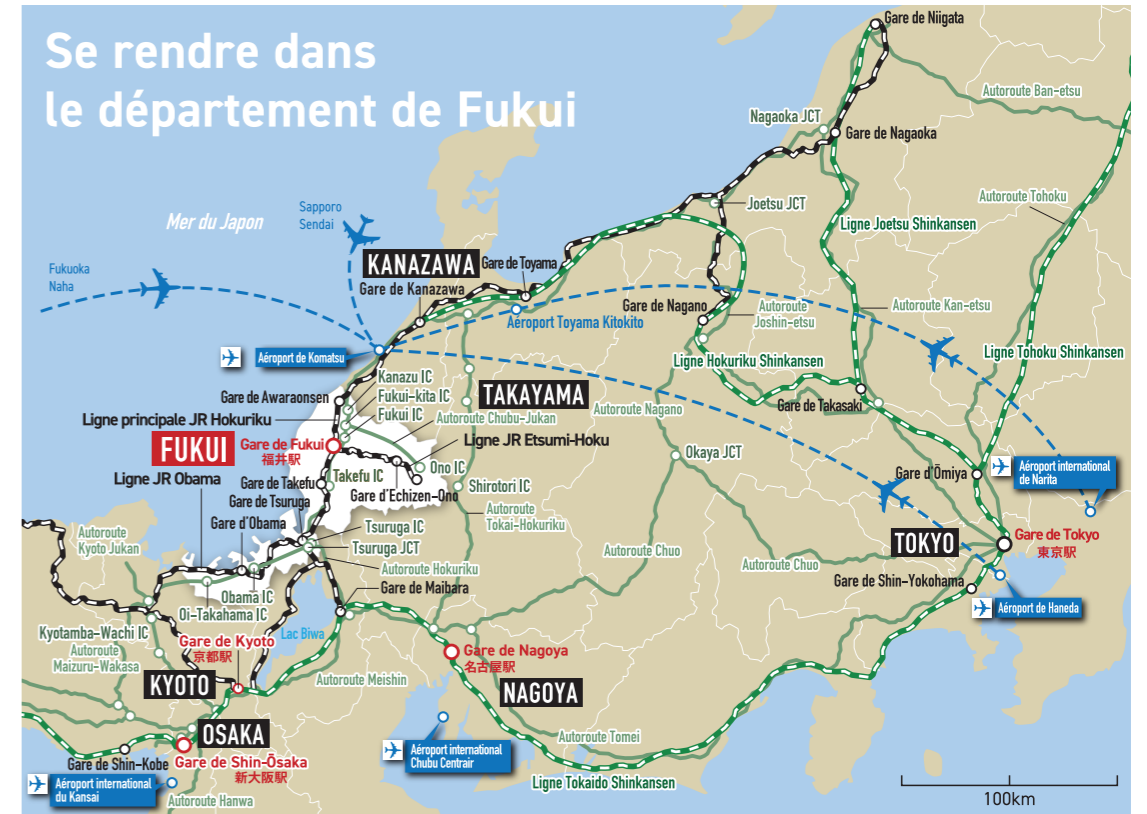 Se rendre dans
le département de Fukui
Gare de Niigata
Autoroute Ban-etsu
Nagaoka JCT
Gare de Nagaoka
Autoroute Tohoku
Joetsu JCT
Ligne Joetsu Shinkansen
Mer du Japon
Sapporo
Sendai
Fukuoka
Naha
KANAZAWA
Gare de Toyama
Gare de Kanazawa
Gare de Nagano
Autoroute
Joshin-etsu
Autoroute Kan-etsu
Aéroport Toyama Kitokito
Aéroport de Komatsu
Ligne Hokuriku Shinkansen
Ligne Tohoku Shinkansen
Kanazu IC
Gare de Awaraonsen
Fukui-kita IC
TAKAYAMA
Gare de Takasaki
Ligne principale JR Hokuriku
Fukui IC
Autoroute Chubu-Jukan
Autoroute Nagano
FUKUI
Gare de Fukui
福井駅
Ligne JR Etsumi-Hoku
Okaya JCT
Ligne JR Obama
Takefu IC
Ono IC
Gare d'Ōmiya
Aéroport international
de Narita
Gare de Takefu
Gare d'Echizen-Ono
Shirotori IC
Gare de Tsuruga
Autoroute
Tokai-Hokuriku
Gare d'Obama
Tsuruga IC
Autoroute
Kyoto Jukan
Tsuruga JCT
TOKYO
Gare de Tokyo
東京駅
Autoroute Chuo
Autoroute Chuo
Autoroute Hokuriku
Gare de Shin-Yokohama
Gare de Maibara
Obama IC
Oi-Takahama IC
Aéroport de Haneda
Kyotamba-Wachi IC
Lac Biwa
Gare de Kyoto
京都駅
Autoroute
Maizuru-Wakasa
Gare de Nagoya
名古屋駅
KYOTO
Autoroute Meishin
NAGOYA
OSAKA
Autoroute Tomei
Aéroport international
Chubu Centrair
Gare de Shin-Kobe
Gare de Shin-Ōsaka
新大阪駅
Ligne Tokaido Shinkansen
Aéroport international
du Kansai
Autoroute Hanwa
100km